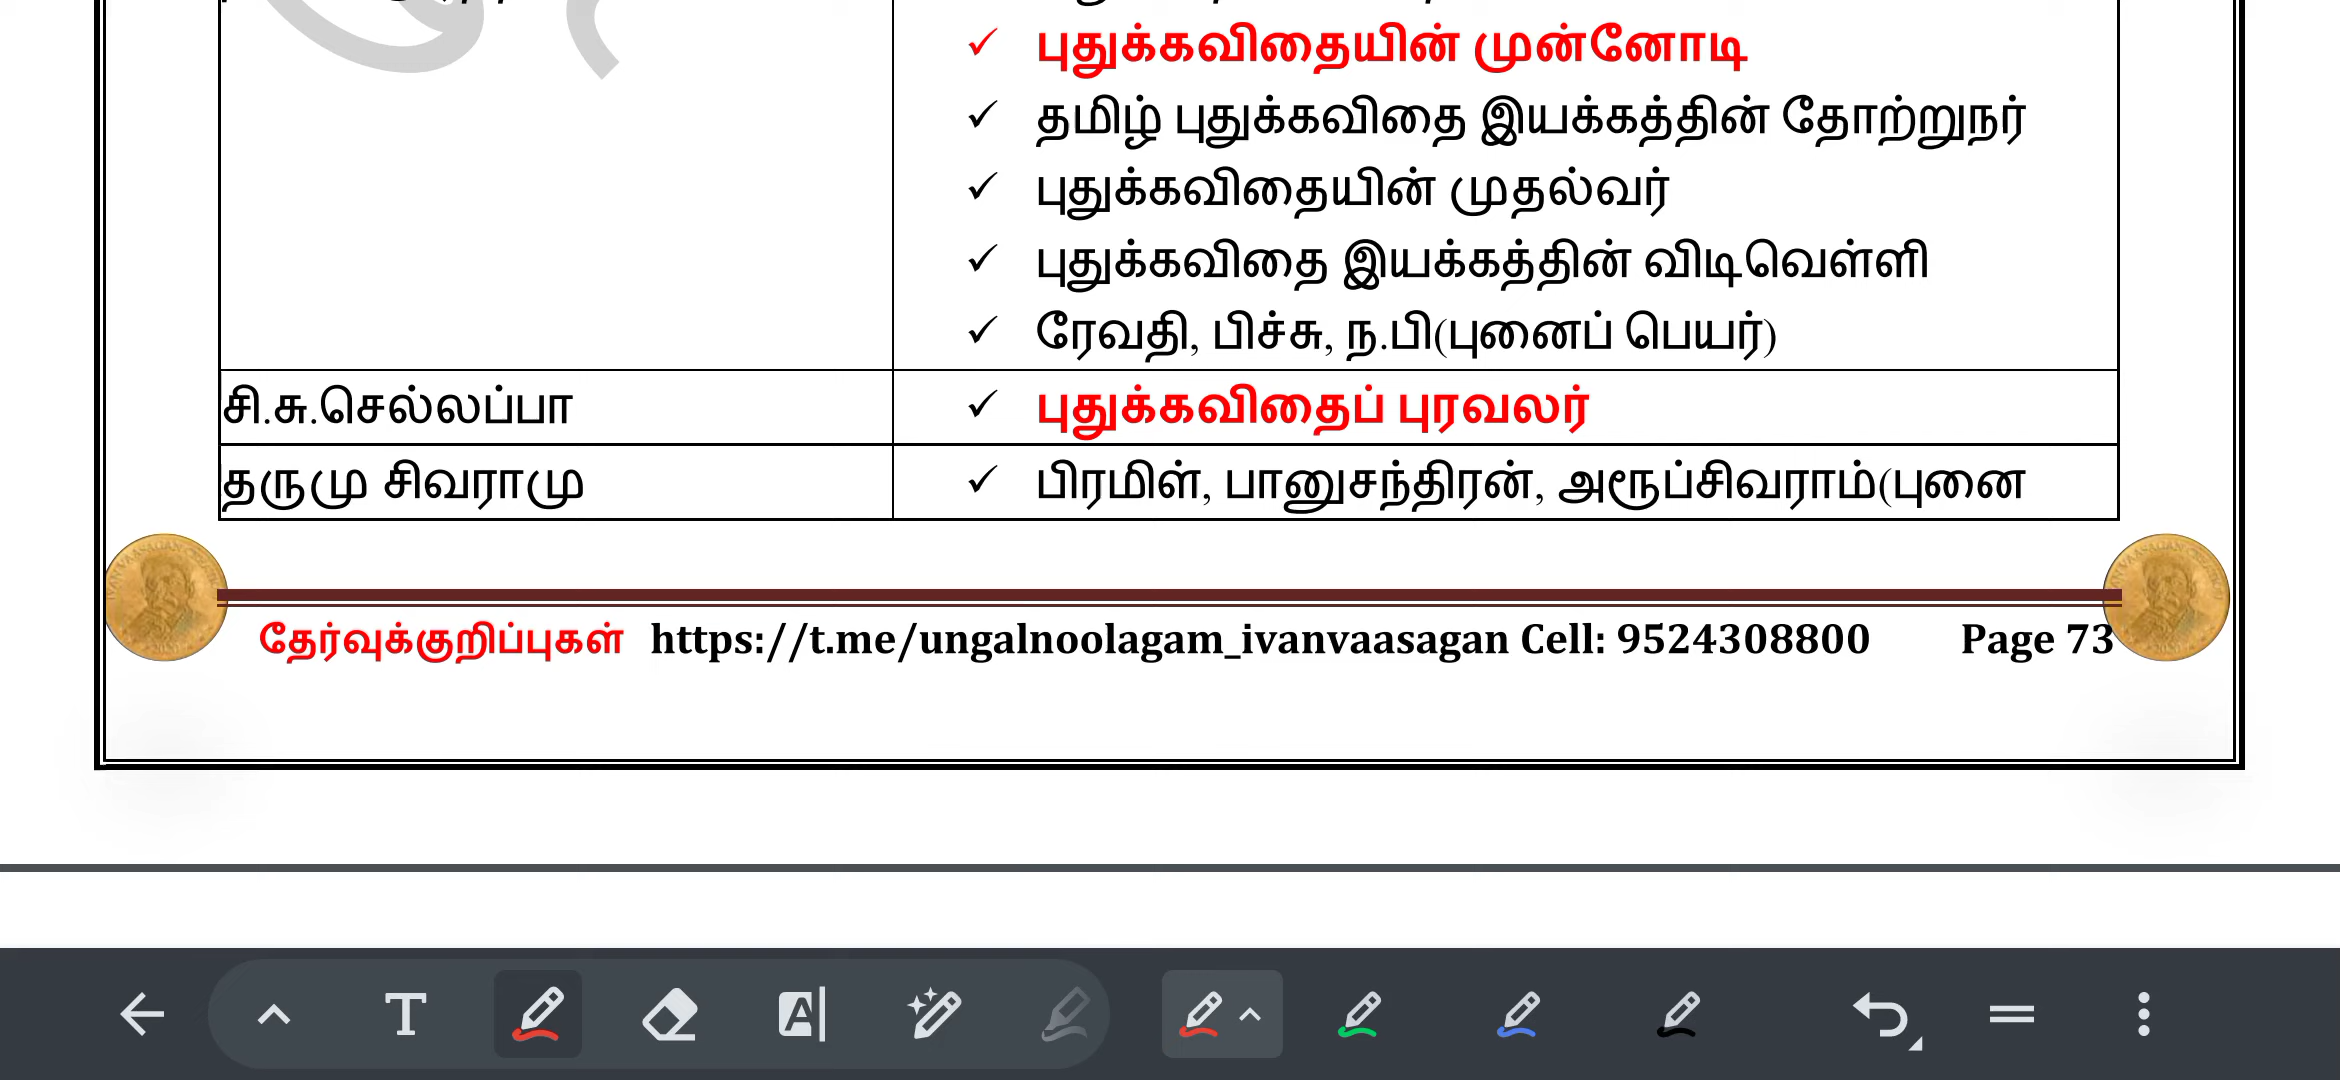 ✓ புதுக்கவிதையின் முன்னோடி
✓ தமிழ் புதுக்கவிதை இயக்கத்தின் தோற்றுநர்
✓ புதுக்கவிதையின் முதல்வர்
✓ புதுக்கவிதை இயக்கத்தின் விடிவெள்ளி
✓ ரேவதி, பிச்சு, ந.பி(புனைப் பெயர்)
சி.சு.செல்லப்பா ✓ புதுக்கவிதைப் புரவலர்
தருமு சிவராமு ✓ பிரமிள், பானுசந்திரன், அரூப்சிவராம்(புனை
தேர்வுக்குறிப்புகள் https://t.me/ungalnoolagam_ivanvaasagan Cell: 9524308800 Page 73